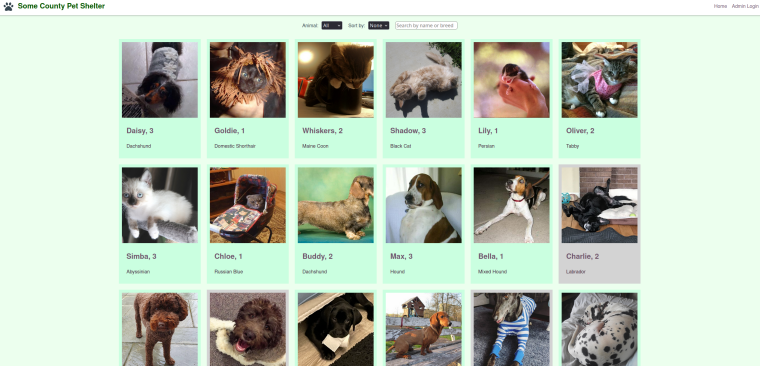 Some County Pet Shelter
Home Admin Login
Animal: All Sort by: None Search by name or breed
Daisy, 3
Dachshund
Goldie, 1
Domestic Shorthair
Whiskers, 2
Maine Coon
Shadow, 3
Black Cat
Lily, 1
Persian
Oliver, 2
Tabby
Simba, 3
Abyssinian
Chloe, 1
Russian Blue
Buddy, 2
Dachshund
Max, 3
Hound
Bella, 1
Mixed Hound
Charlie, 2
Labrador